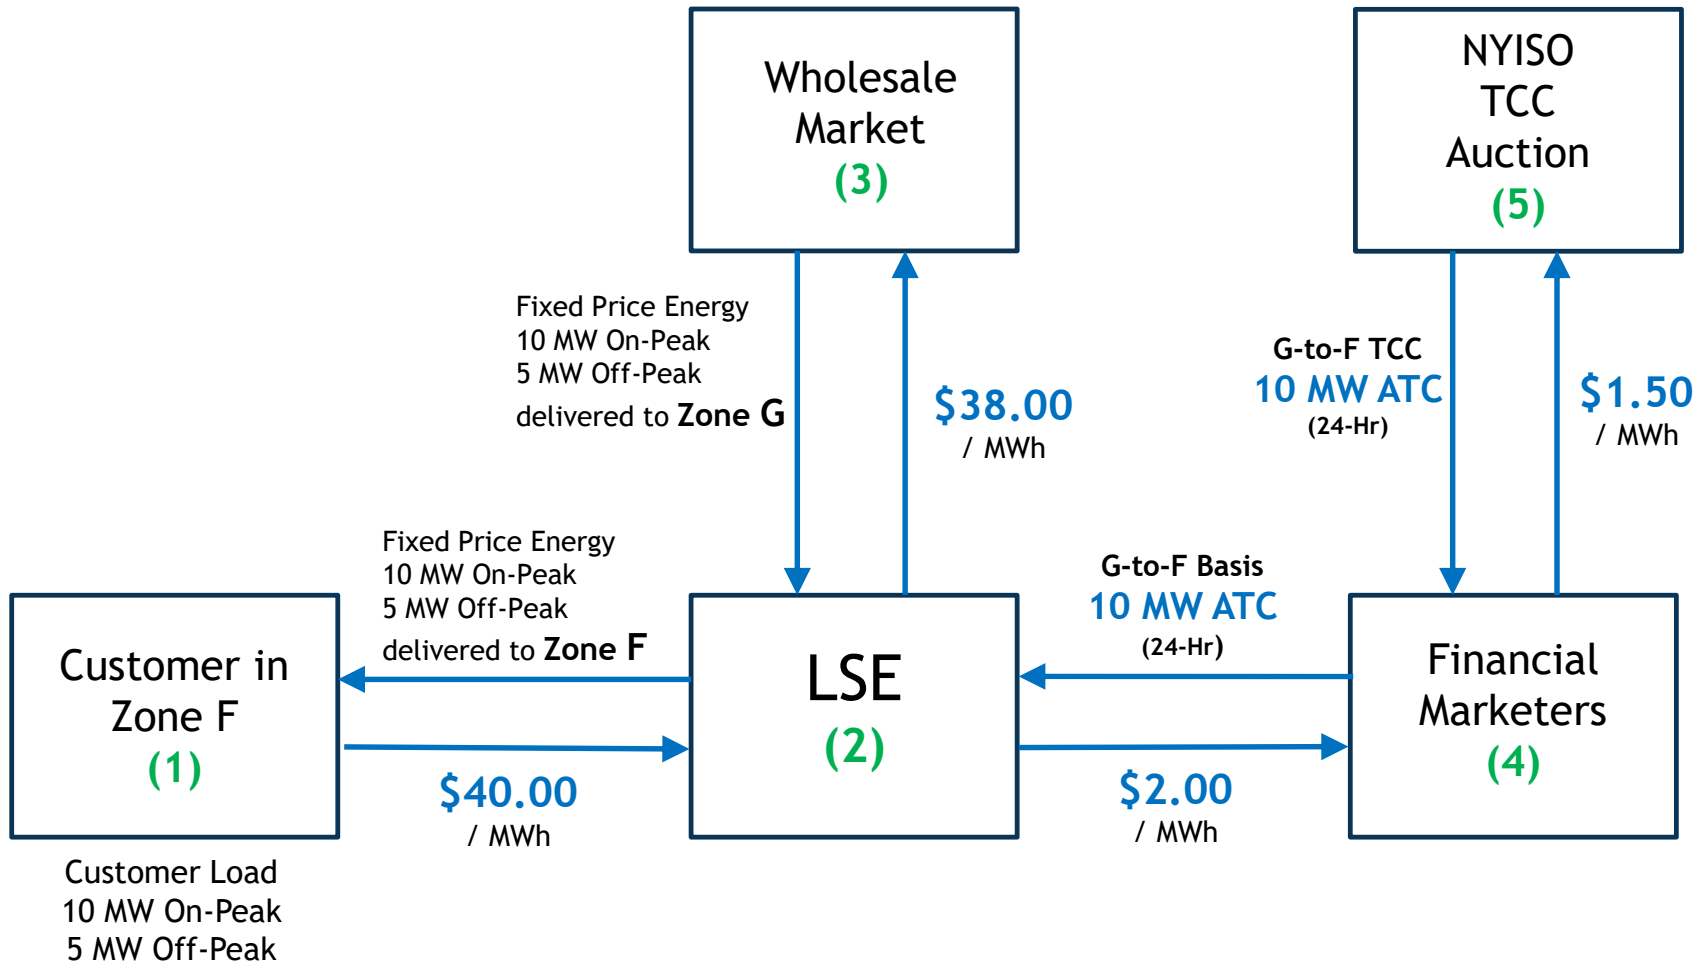 Wholesale
Market
(3)
NYISO
TCC
Auction
(5)
Fixed Price Energy
10 MW On-Peak
5 MW Off-Peak
delivered to Zone G
$38.00
/ MWh
G-to-F TCC
10 MW ATC
(24-Hr)
$1.50
/ MWh
Fixed Price Energy
10 MW On-Peak
5 MW Off-Peak
delivered to Zone F
G-to-F Basis
10 MW ATC
(24-Hr)
Customer in
Zone F
(1)
LSE
(2)
Financial
Marketers
(4)
$40.00
/ MWh
$2.00
/ MWh
Customer Load
10 MW On-Peak
5 MW Off-Peak